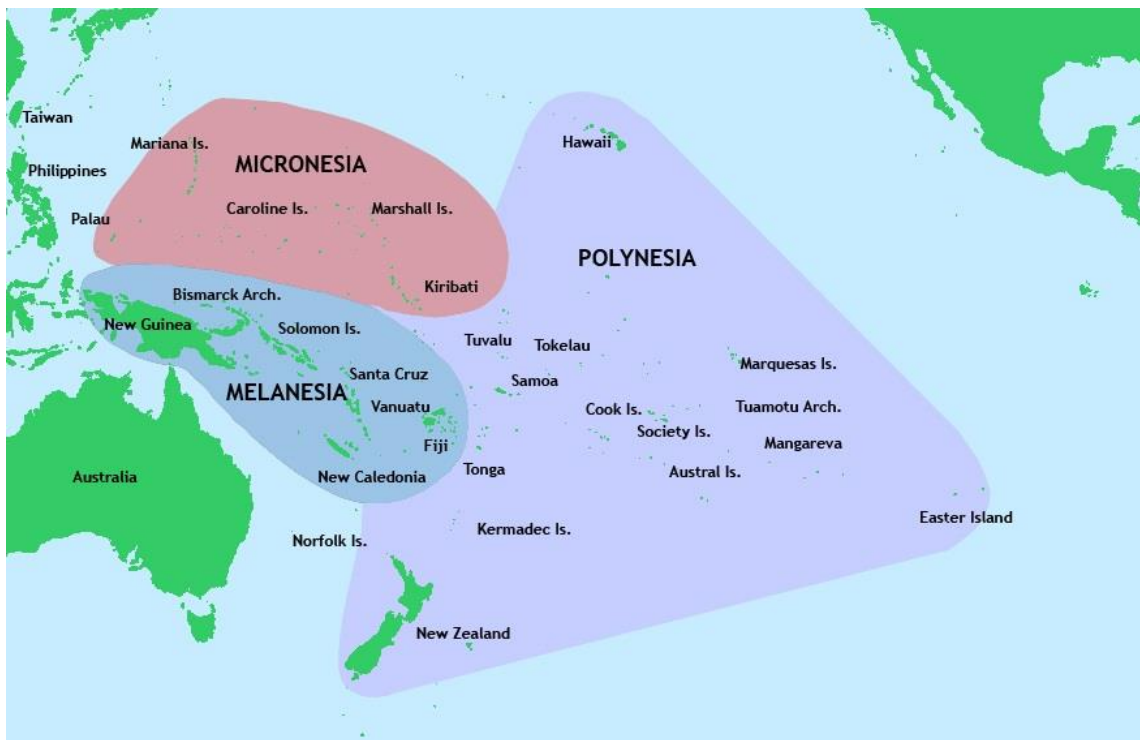 Taiwan
Hawaii
Mariana Is.
MICRONESIA
Philippines
Caroline Is.
Marshall Is.
Palau
POLYNESIA
Kiribati
Bismarck Arch.
New Guinea
Solomon Is.
Tuvalu
Tokelau
Marquesas Is.
Santa Cruz
Samoa
MELANESIA
Vanuatu
Cook Is.
Tuamotu Arch.
Society Is.
Fiji
Mangareva
Tonga
Austral Is.
Australia
New Caledonia
Easter Island
Kermadec Is.
Norfolk Is.
New Zealand